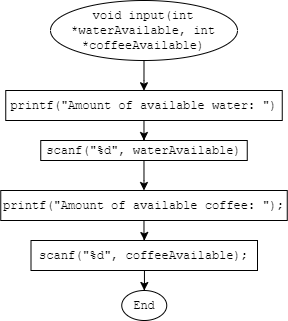 void input(int
*waterAvailable, int
*coffeeAvailable)
printf("Amount of available water: ")
scanf("%d", waterAvailable)
printf("Amount of available coffee: ");
scanf("%d", coffeeAvailable);
End